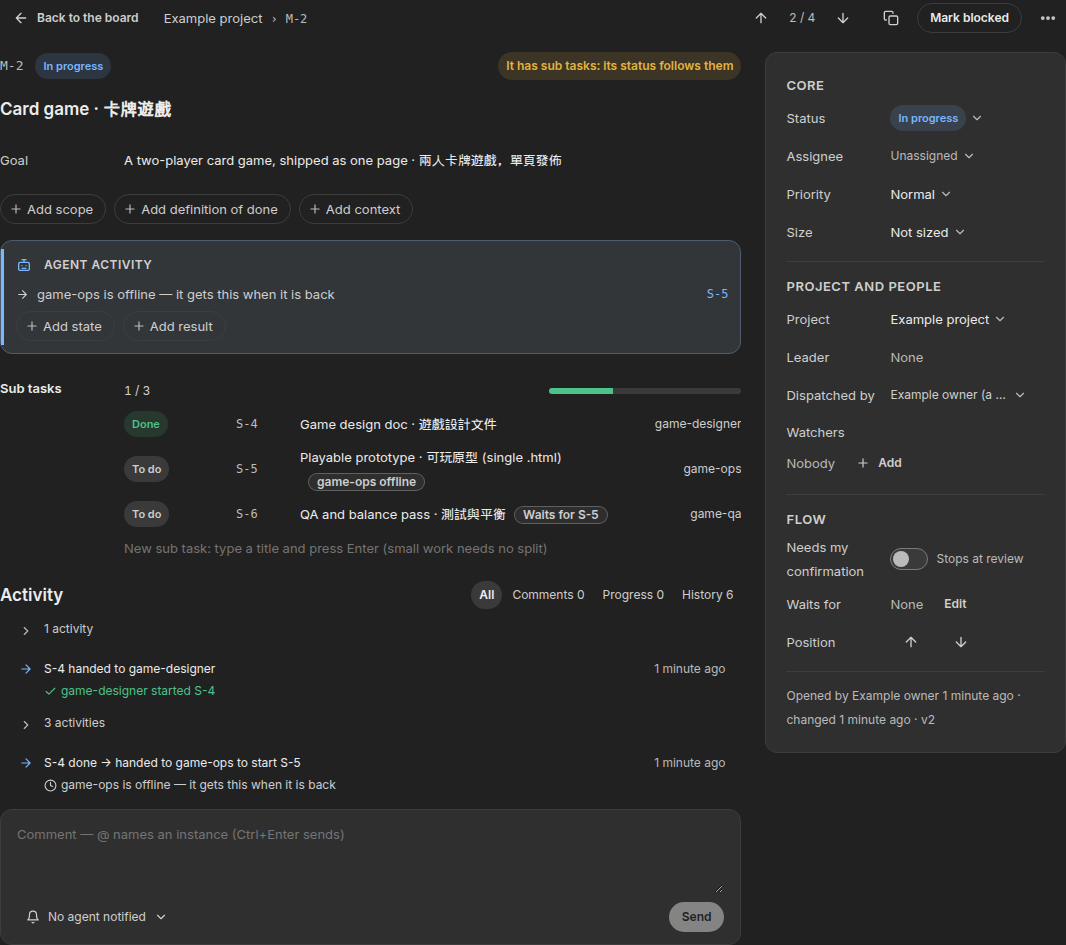 Back to the board
Example project › M-2
2 / 4
Mark blocked
M-2
In progress
It has sub tasks: its status follows them
Card game · 卡牌遊戲
Goal
A two-player card game, shipped as one page · 兩人卡牌遊戲，單頁發佈
+ Add scope
+ Add definition of done
+ Add context
AGENT ACTIVITY
→ game-ops is offline — it gets this when it is back
S-5
+ Add state
+ Add result
Sub tasks
1 / 3
Done
S-4
Game design doc · 遊戲設計文件
game-designer
To do
S-5
Playable prototype · 可玩原型 (single .html)
game-ops offline
game-ops
To do
S-6
QA and balance pass · 測試與平衡
Waits for S-5
game-qa
New sub task: type a title and press Enter (small work needs no split)
Activity
All
Comments 0
Progress 0
History 6
1 activity
S-4 handed to game-designer
1 minute ago
game-designer started S-4
3 activities
S-4 done → handed to game-ops to start S-5
1 minute ago
game-ops is offline — it gets this when it is back
Comment — @ names an instance (Ctrl+Enter sends)
No agent notified
Send
CORE
Status
In progress
Assignee
Unassigned
Priority
Normal
Size
Not sized
PROJECT AND PEOPLE
Project
Example project
Leader
None
Dispatched by
Example owner (a ...
Watchers
Nobody
+ Add
FLOW
Needs my
confirmation
Stops at review
Waits for
None
Edit
Position
Opened by Example owner 1 minute ago ·
changed 1 minute ago · v2